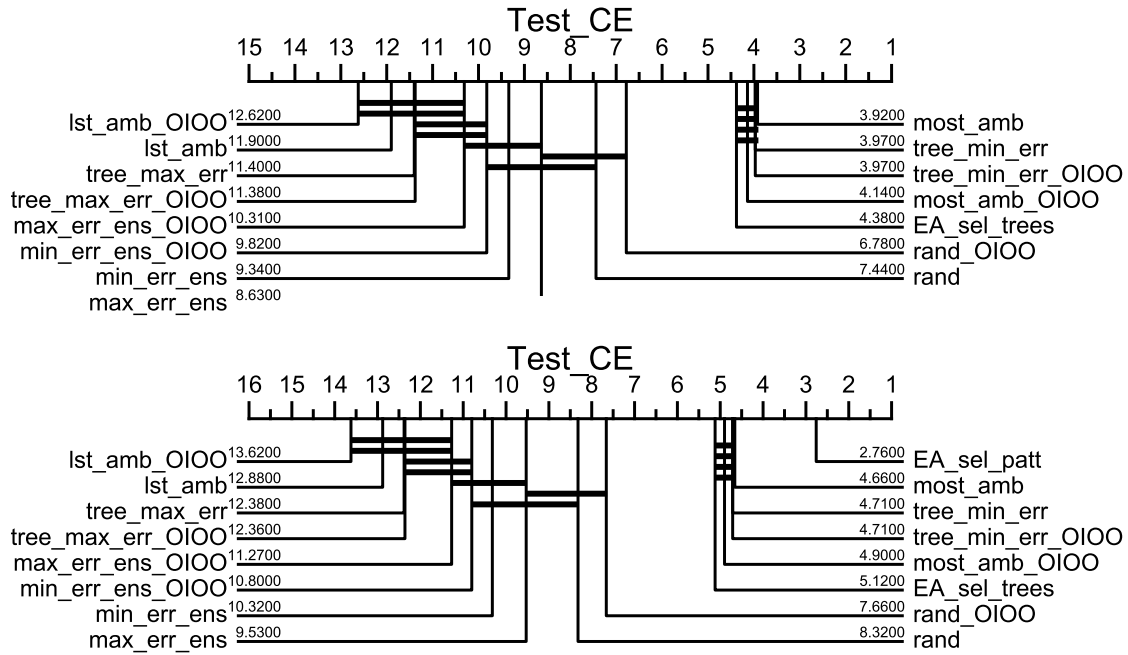 Test_CE
15 14 13 12 11 10 9 8 7 6 5 4 3 2 1
lst_amb_OIOO 12.6200 3.9200 most_amb
lst_amb 11.9000 3.9700 tree_min_err
tree_max_err 11.4000 3.9700 tree_min_err_OIOO
tree_max_err_OIOO 11.3800 4.1400 most_amb_OIOO
max_err_ens_OIOO 10.3100 4.3800 EA_sel_trees
min_err_ens_OIOO 9.8200 6.7800 rand_OIOO
min_err_ens 9.3400 7.4400 rand
max_err_ens 8.6300
Test_CE
16 15 14 13 12 11 10 9 8 7 6 5 4 3 2 1
lst_amb_OIOO 13.6200 2.7600 EA_sel_patt
lst_amb 12.8800 4.6600 most_amb
tree_max_err 12.3800 4.7100 tree_min_err
tree_max_err_OIOO 12.3600 4.7100 tree_min_err_OIOO
max_err_ens_OIOO 11.2700 4.9000 most_amb_OIOO
min_err_ens_OIOO 10.8000 5.1200 EA_sel_trees
min_err_ens 10.3200 7.6600 rand_OIOO
max_err_ens 9.5300 8.3200 rand